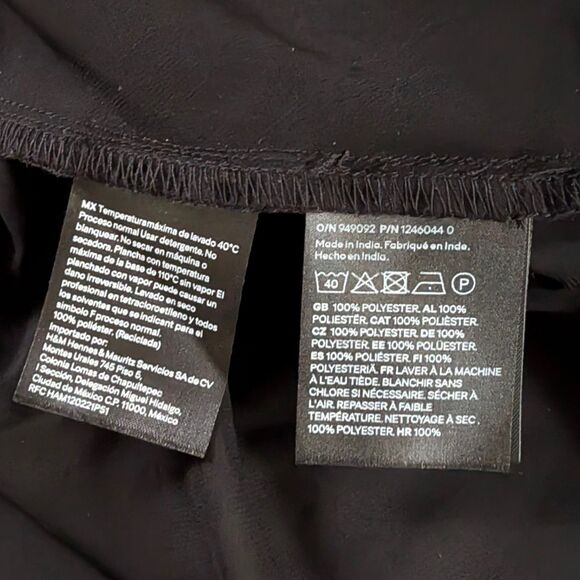 MX Temperatura máxima de lavado 40°C
Proceso normal Usar detergente. No
blanquear. No secar en máquina o
secadora. Plancha con temperatura
máxima de la base de 110°C sin vapor El
planchado con vapor puede causar un
dano irreversible. Lavado en seco
profesional en tetracloroetileno y todos
los solventes que se indican para el
símbolo F proceso normal
100% poliéster. (Reciclada)
Importado por:
H&M Hennes & Mauritz Servicios SA de CV
Montes Urales 745 Piso 5,
Colonia Lomas de Chapultepec
I Sección, Delegación Miguel Hidalgo,
Ciudad de México C.P. 11000, México
RFC HAM120221P51
O/N 949092 P/N 1246044 0
Made in India. Fabriqué en Inde.
Hecho en India.
40 P
GB 100% POLYESTER. AL 100%
POLIESTËR. CAT 100% POLIÈSTER.
CZ 100% POLYESTER. DE 100%
POLYESTER. EE 100% POLÜESTER.
ES 100% POLIÉSTER. FI 100%
POLYESTERIÄ. FR LAVER À LA MACHINE
À L'EAU TIÈDE. BLANCHIR SANS
CHLORE SI NÉCESSAIRE. SÉCHER À
L'AIR. REPASSER À FAIBLE
TEMPÉRATURE. NETTOYAGE À SEC.
100% POLYESTER. HR 100%